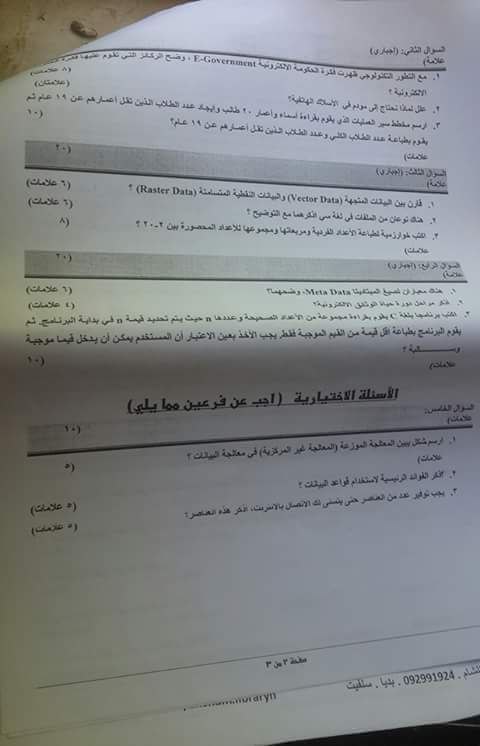 السؤال الثاني: (إجباري)
علامة)
١. مع التطور التكنولوجي ظهرت فكرة الحكومة الالكترونية E-Government ، وضح الركائز التي تقوم عليها
الالكترونية ؟ (٨ علامات)
٢. علل لماذا نحتاج إلى مودم في الأسلاك الهاتفية؟ (علامتان)
٣. ارسم مخطط سير العمليات الذي يقوم بقراءة أسماء وأعمار ٢٠ طالب وإيجاد عدد الطلاب الذين تقل أعمارهم عن ١٩ عام ثم
يقوم بطباعة عدد الطلاب الكلي وعدد الطلاب الذين تقل أعمارهم عن ١٩ عام؟ (١٠
علامات)
السؤال الثالث: (إجباري) (٢٠
علامة)
١. قارن بين البيانات المتجهة (Vector Data) والبيانات النقطية المتسامتة (Raster Data) ؟ (٦ علامات)
٢. هناك نوعان من الملفات في لغة سي اذكرهما مع التوضيح ؟ (٦ علامات)
٣. اكتب خوارزمية لطباعة الأعداد الفردية ومربعاتها ومجموعها للأعداد المحصورة بين ٢-٢٠ ؟ (٨
علامات)
السؤال الرابع: (إجباري) (٢٠
علامة)
١. هناك معياران لصيغ الميتاديتا Meta Data، وضحهما؟ (٦ علامات)
٢. اذكر مراحل دورة حياة الوثائق الالكترونية؟ (٤ علامات)
٣. اكتب برنامجا بلغة C يقوم بقراءة مجموعة من الأعداد الصحيحة وعددها n حيث يتم تحديد قيمة n في بداية البرنامج، ثم
يقوم البرنامج بطباعة اقل قيمة من القيم الموجبة فقط، يجب الأخذ بعين الاعتبار أن المستخدم يمكن أن يدخل قيما موجبة
وسالبة ؟ (١٠
علامات)
الأسئلة الاختيارية (اجب عن فرعين مما يلي)
السؤال الخامس: (١٠
علامات)
١. ارسم شكل يبين المعالجة الموزعة (المعالجة غير المركزية) في معالجة البيانات ؟ (٥
علامات)
٢. اذكر الفوائد الرئيسية لاستخدام قواعد البيانات ؟ (٥ علامات)
٣. يجب توفير عدد من العناصر حتى يتسنى لك الاتصال بالانترنت، اذكر هذه العناصر؟ (٥ علامات)
صفحة ٢ من ٣
الشام . 092991924 . بديا . سلفيت